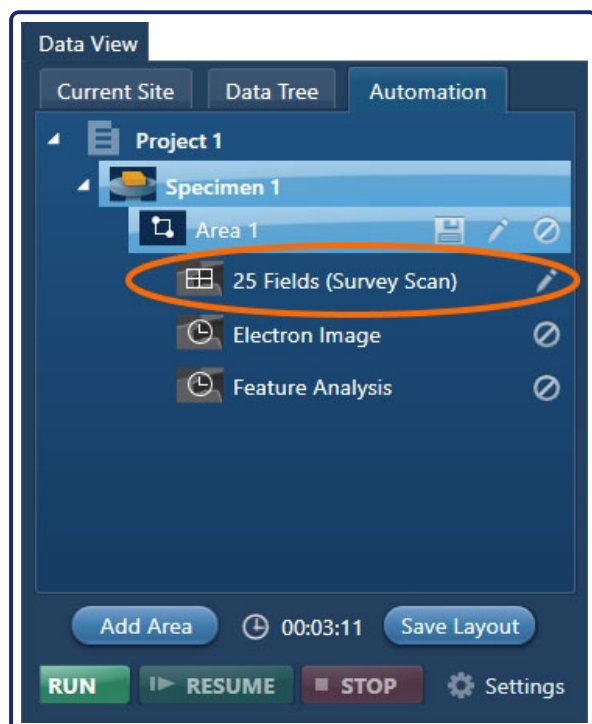 Data View
Current Site Data Tree Automation
Project 1
Specimen 1
Area 1
25 Fields (Survey Scan)
Electron Image
Feature Analysis
Add Area 00:03:11 Save Layout
RUN RESUME STOP Settings